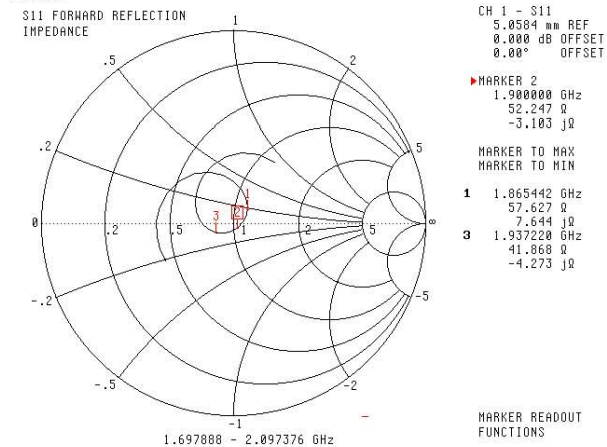 S11 FORWARD REFLECTION
IMPEDANCE
1
.5
2
.2
5
0
.2
.5
1
5
∞
-.2
-5
-.5
-2
-1
3
2
1
1.697888 - 2.097376 GHz
CH 1 - S11
5.0584 mm REF
0.000 dB OFFSET
0.00° OFFSET
▶MARKER 2
1.900000 GHz
52.247 Ω
-3.103 jΩ
MARKER TO MAX
MARKER TO MIN
1 1.865442 GHz
57.627 Ω
7.644 jΩ
3 1.937220 GHz
41.868 Ω
-4.273 jΩ
MARKER READOUT
FUNCTIONS